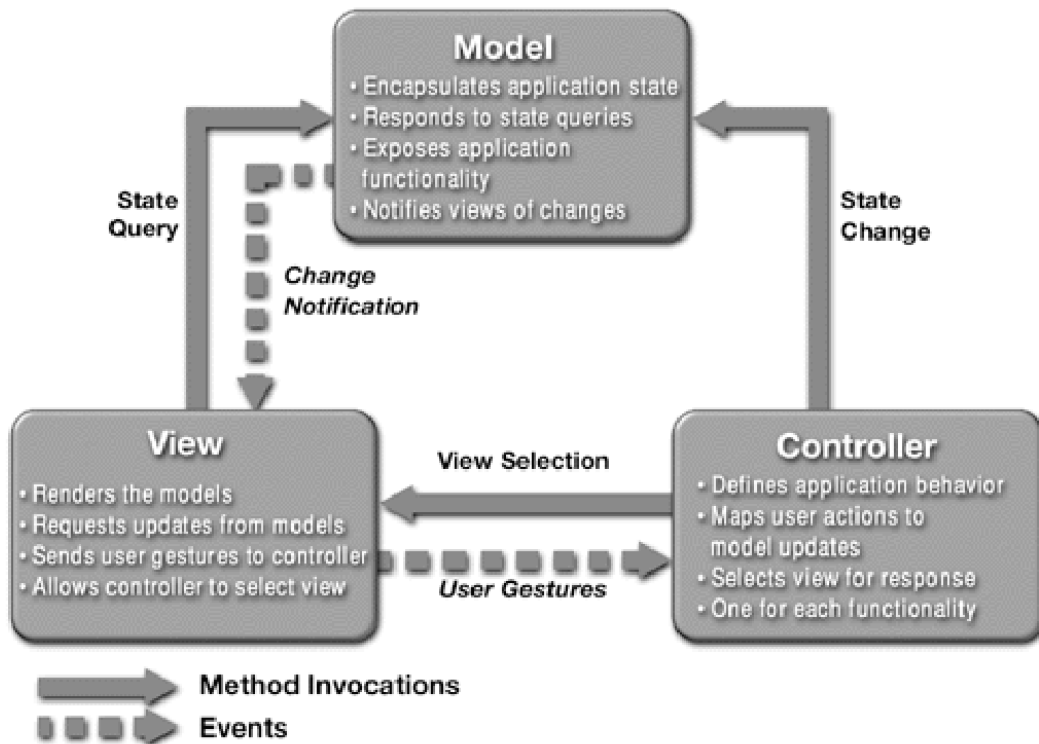 Model
• Encapsulates application state
• Responds to state queries
• Exposes application
functionality
• Notifies views of changes
State
Query
State
Change
Change
Notification
View
• Renders the models
• Requests updates from models
• Sends user gestures to controller
• Allows controller to select view
View Selection
User Gestures
Controller
• Defines application behavior
• Maps user actions to
model updates
• Selects view for response
• One for each functionality
Method Invocations
Events